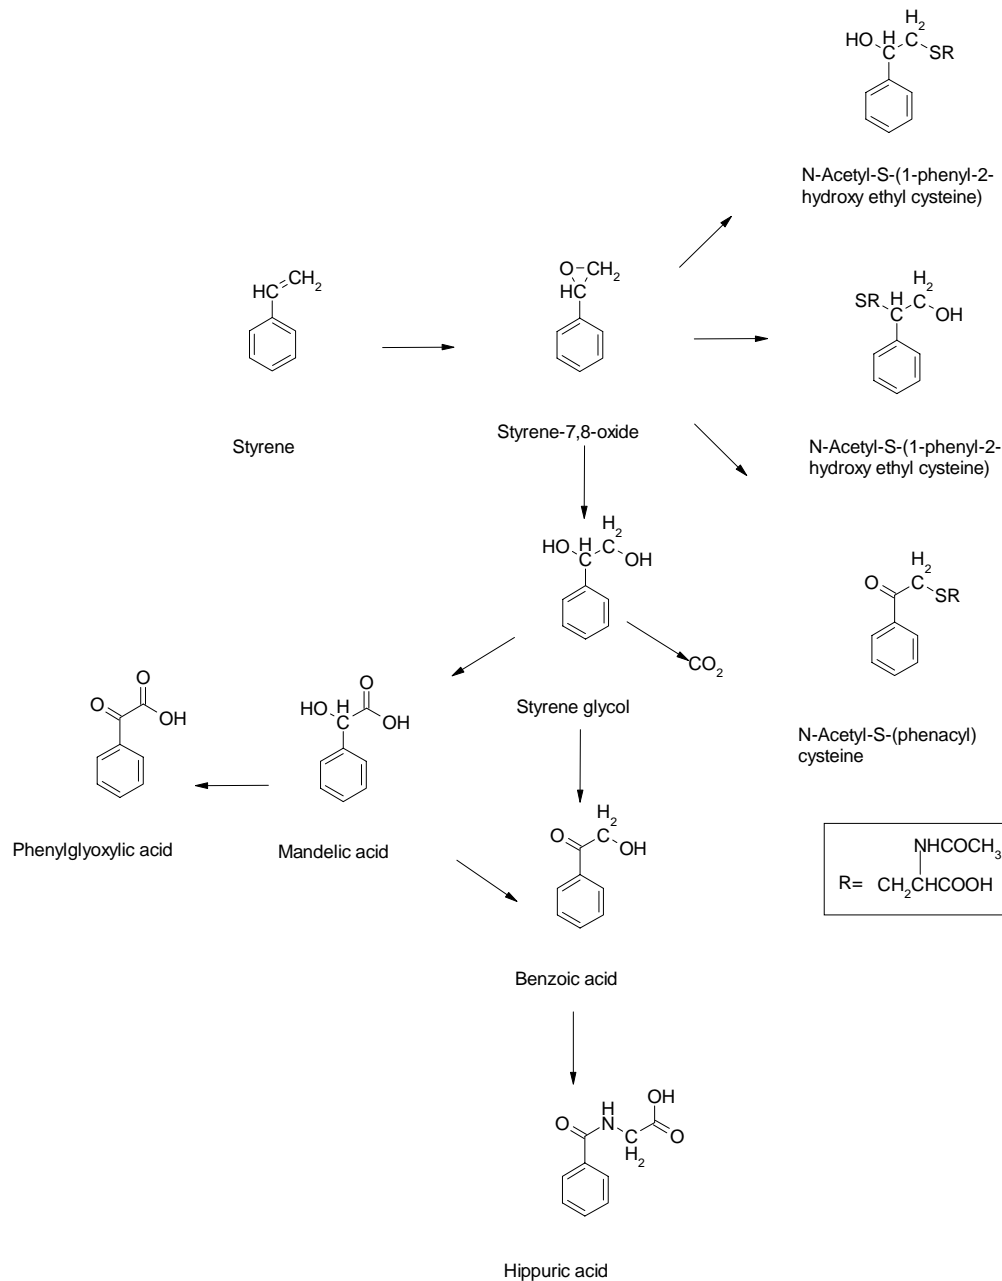 HO H C H2 C SR
N-Acetyl-S-(1-phenyl-2-
hydroxy ethyl cysteine)
HC CH2
Styrene
O CH2
HC
Styrene-7,8-oxide
SR H C H2 C OH
N-Acetyl-S-(1-phenyl-2-
hydroxy ethyl cysteine)
HO H C H2 C OH
Styrene glycol
CO2
O H2 C SR
N-Acetyl-S-(phenacyl)
cysteine
O O OH
Phenylglyoxylic acid
HO H C O OH
Mandelic acid
O H2 C OH
Benzoic acid
NHCOCH3
R= CH2CHCOOH
O H N C H2 OH O
Hippuric acid